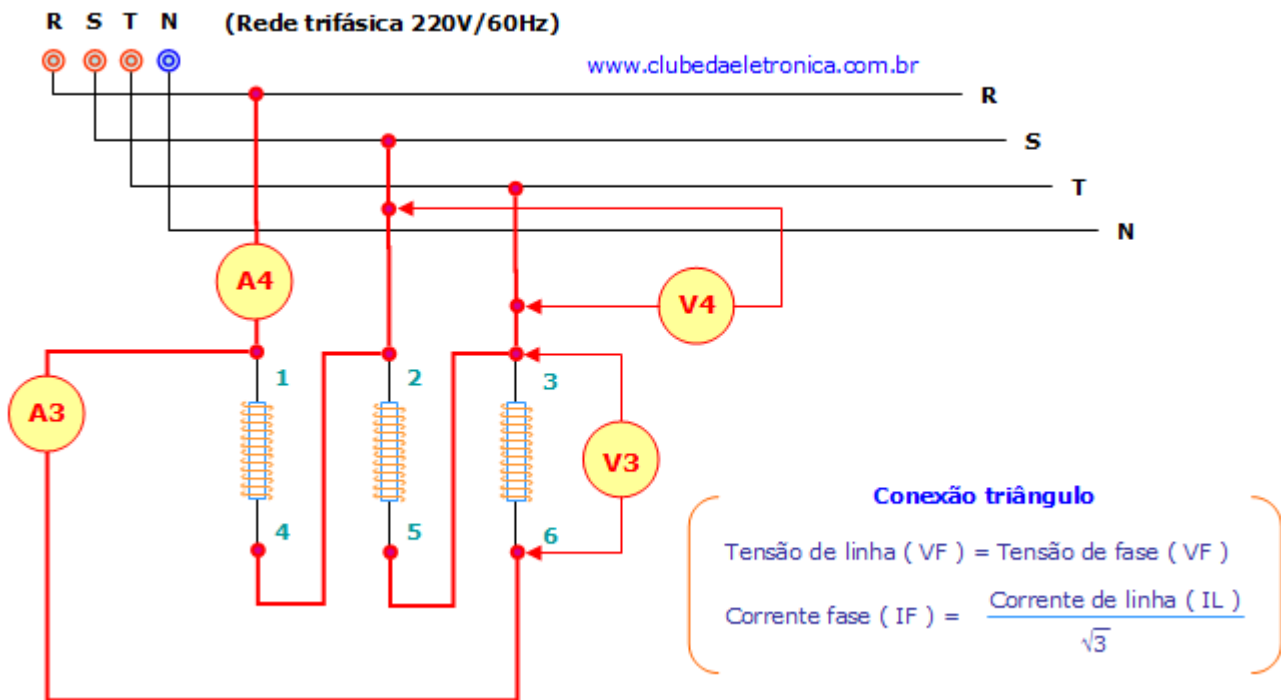 R S T N (Rede trifásica 220V/60Hz)
www.clubedaeletronica.com.br
R
S
T
N
A4
V4
1 2 3
A3
V3
4 5 6
Conexão triângulo
Tensão de linha ( VF ) = Tensão de fase ( VF )
Corrente fase ( IF ) = Corrente de linha ( IL )
√3